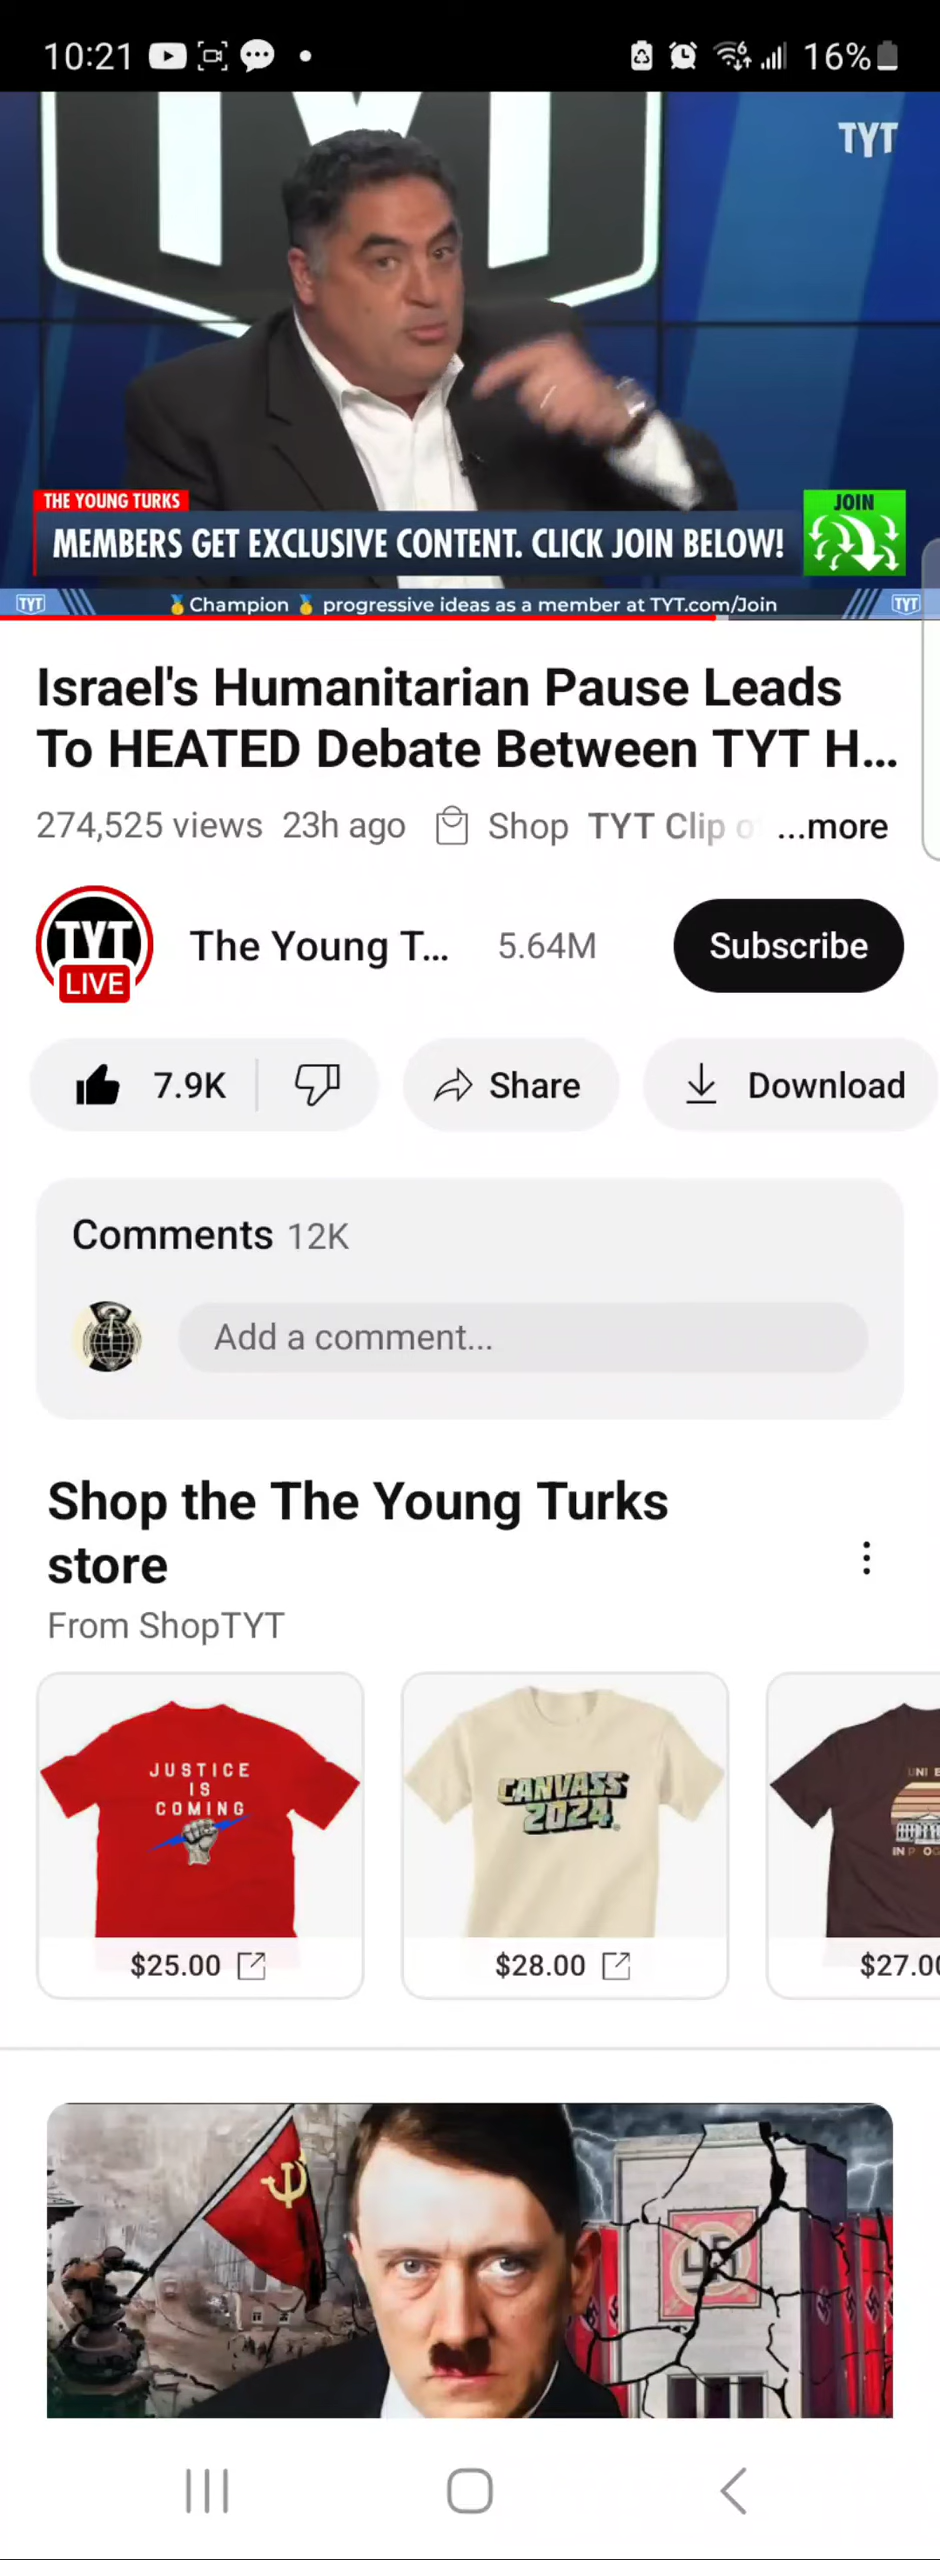 10:21
16%
TYT
THE YOUNG TURKS
MEMBERS GET EXCLUSIVE CONTENT. CLICK JOIN BELOW!
JOIN
TYT
🥇Champion 🥇 progressive ideas as a member at TYT.com/Join
TYT
Israel's Humanitarian Pause Leads
To HEATED Debate Between TYT H...
274,525 views 23h ago Shop TYT Clip o ...more
TYT
LIVE
The Young T... 5.64M Subscribe
7.9K Share Download
Comments 12K
Add a comment...
Shop the The Young Turks
store
From ShopTYT
JUSTICE
IS
COMING
CANVASS
2024
$25.00
$28.00
$27.00